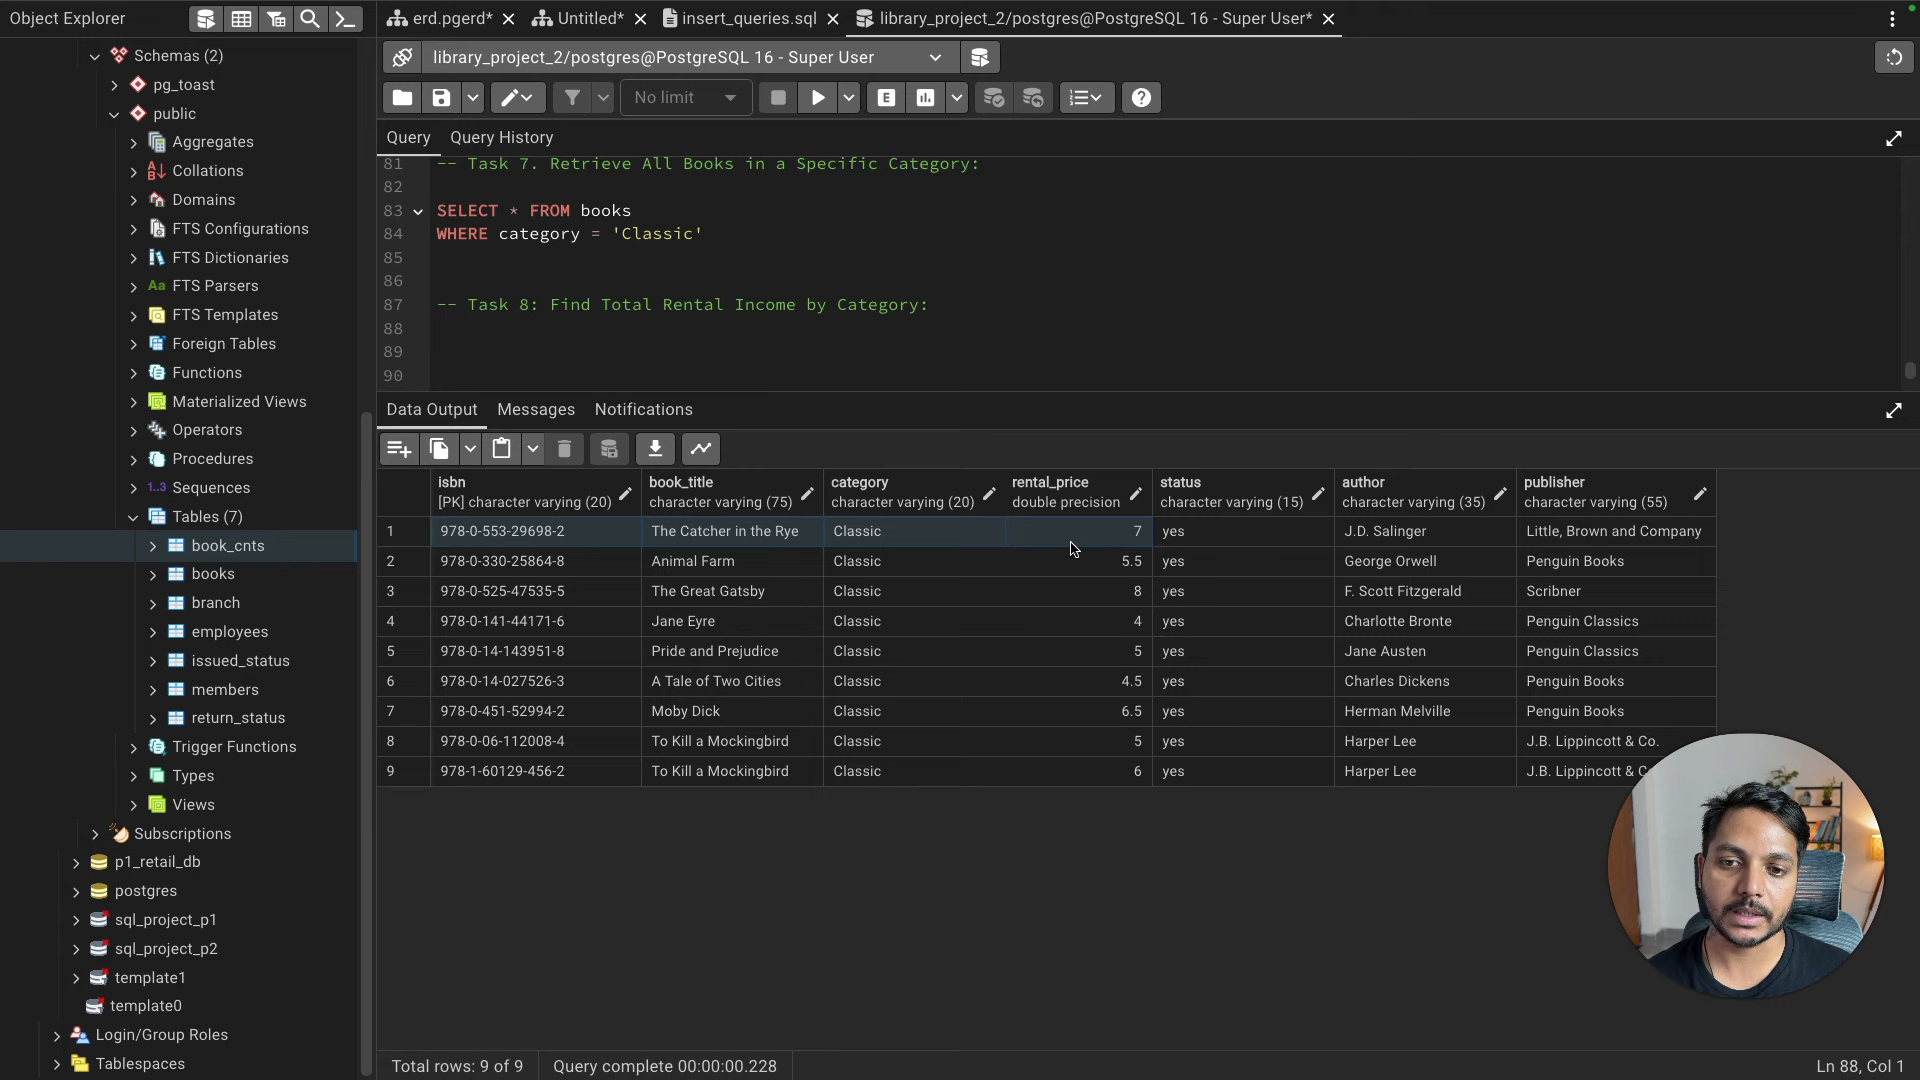 Object Explorer
erd.pgerd*
Untitled*
insert_queries.sql
library_project_2/postgres@PostgreSQL 16 - Super User*
Schemas (2)
pg_toast
public
Aggregates
Collations
Domains
FTS Configurations
FTS Dictionaries
Aa FTS Parsers
FTS Templates
Foreign Tables
Functions
Materialized Views
Operators
Procedures
1..3 Sequences
Tables (7)
book_cnts
books
branch
employees
issued_status
members
return_status
Trigger Functions
Types
Views
Subscriptions
p1_retail_db
postgres
sql_project_p1
sql_project_p2
template1
template0
Login/Group Roles
Tablespaces
library_project_2/postgres@PostgreSQL 16 - Super User
No limit
E
Query Query History
81 -- Task 7. Retrieve All Books in a Specific Category:
82
83 SELECT * FROM books
84 WHERE category = 'Classic'
85
86
87 -- Task 8: Find Total Rental Income by Category:
88
89
90
Data Output Messages Notifications
isbn book_title category rental_price status author publisher
[PK] character varying (20) character varying (75) character varying (20) double precision character varying (15) character varying (35) character varying (55)
1 978-0-553-29698-2 The Catcher in the Rye Classic 7 yes J.D. Salinger Little, Brown and Company
2 978-0-330-25864-8 Animal Farm Classic 5.5 yes George Orwell Penguin Books
3 978-0-525-47535-5 The Great Gatsby Classic 8 yes F. Scott Fitzgerald Scribner
4 978-0-141-44171-6 Jane Eyre Classic 4 yes Charlotte Bronte Penguin Classics
5 978-0-14-143951-8 Pride and Prejudice Classic 5 yes Jane Austen Penguin Classics
6 978-0-14-027526-3 A Tale of Two Cities Classic 4.5 yes Charles Dickens Penguin Books
7 978-0-451-52994-2 Moby Dick Classic 6.5 yes Herman Melville Penguin Books
8 978-0-06-112008-4 To Kill a Mockingbird Classic 5 yes Harper Lee J.B. Lippincott & Co.
9 978-1-60129-456-2 To Kill a Mockingbird Classic 6 yes Harper Lee J.B. Lippincott & C
Total rows: 9 of 9
Query complete 00:00:00.228
Ln 88, Col 1